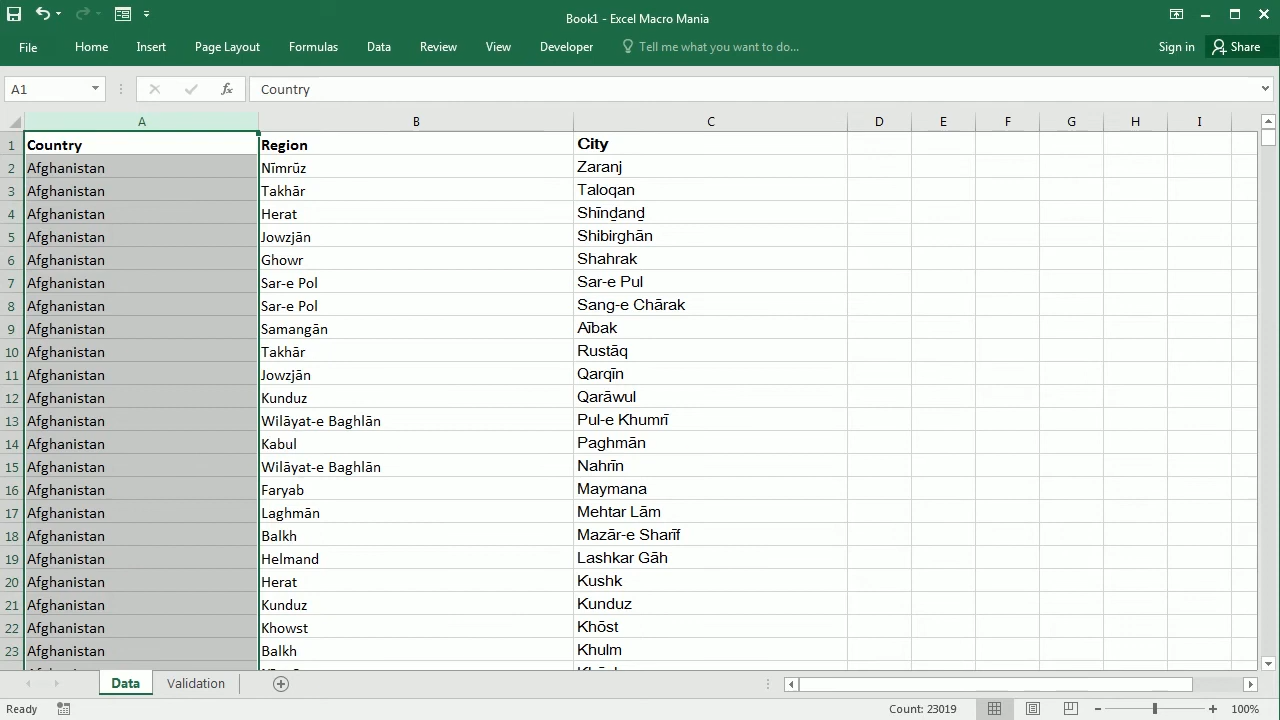 Book1 - Excel Macro Mania
File Home Insert Page Layout Formulas Data Review View Developer Tell me what you want to do... Sign in Share
A1 fx Country
A B C D E F G H I
1 Country Region City
2 Afghanistan Nīmrūz Zaranj
3 Afghanistan Takhār Taloqan
4 Afghanistan Herat Shīnḏanḏ
5 Afghanistan Jowzjān Shibirghān
6 Afghanistan Ghowr Shahrak
7 Afghanistan Sar-e Pol Sar-e Pul
8 Afghanistan Sar-e Pol Sang-e Chārak
9 Afghanistan Samangān Aībak
10 Afghanistan Takhār Rustāq
11 Afghanistan Jowzjān Qarqīn
12 Afghanistan Kunduz Qarāwul
13 Afghanistan Wilāyat-e Baghlān Pul-e Khumrī
14 Afghanistan Kabul Paghmān
15 Afghanistan Wilāyat-e Baghlān Nahrīn
16 Afghanistan Faryab Maymana
17 Afghanistan Laghmān Mehtar Lām
18 Afghanistan Balkh Mazār-e Sharīf
19 Afghanistan Helmand Lashkar Gāh
20 Afghanistan Herat Kushk
21 Afghanistan Kunduz Kunduz
22 Afghanistan Khowst Khōst
23 Afghanistan Balkh Khulm
Data Validation
Ready Count: 23019 100%